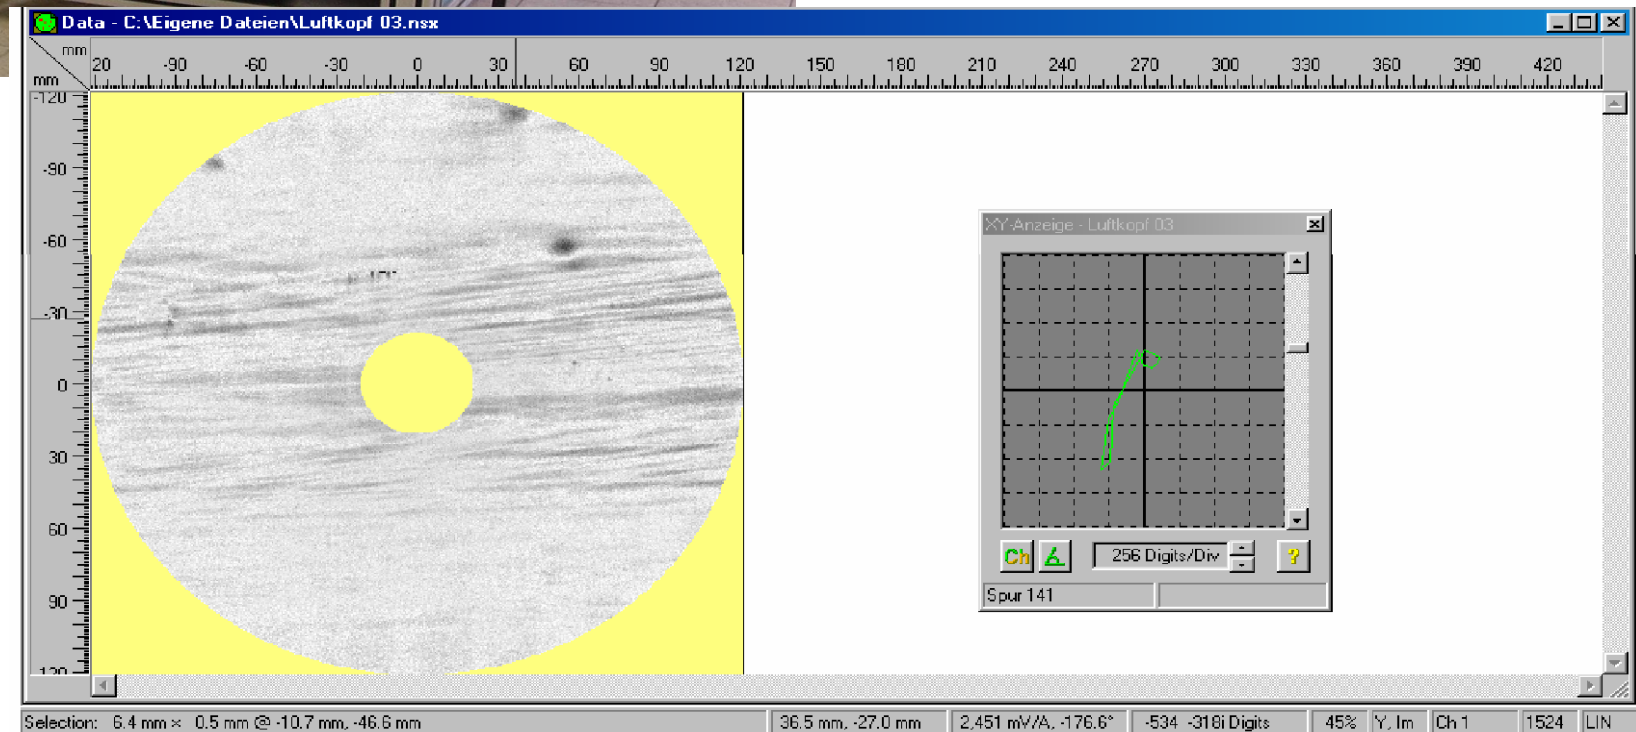 Data - C:\Eigene Dateien\Luftkopf 03.nsx
mm
20 -90 -60 -30 0 30 60 90 120 150 180 210 240 270 300 330 360 390 420
mm
-120
-90
-60
-30
0
30
60
90
120
XY-Anzeige - Luftkopf 03
Ch
256 Digits/Div
?
Spur 141
Selection: 6.4 mm × 0.5 mm @ -10.7 mm, -46.6 mm 36.5 mm, -27.0 mm 2,451 mV/A, -176.6° -534 -318i Digits 45% Y, Im Ch 1 1524 LIN